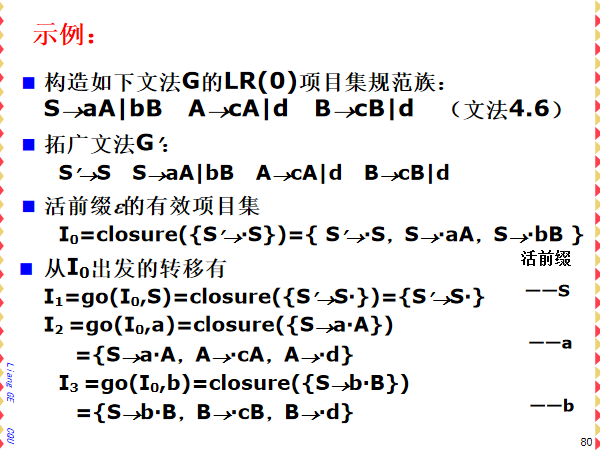 示例：
构造如下文法G的LR(0)项目集规范族：
S→aA|bB A→cA|d B→cB|d （文法4.6）
拓广文法G′：
S′→S S→aA|bB A→cA|d B→cB|d
活前缀ε的有效项目集
I₀=closure({S′→·S})={ S′→·S，S→·aA，S→·bB }
从I₀出发的转移有
活前缀
I₁=go(I₀,S)=closure({S′→S·})={S′→S·} ——S
I₂ =go(I₀,a)=closure({S→a·A})
={S→a·A，A→·cA，A→·d} ——a
I₃ =go(I₀,b)=closure({S→b·B})
={S→b·B，B→·cB，B→·d} ——b
Liang GE CQU
80